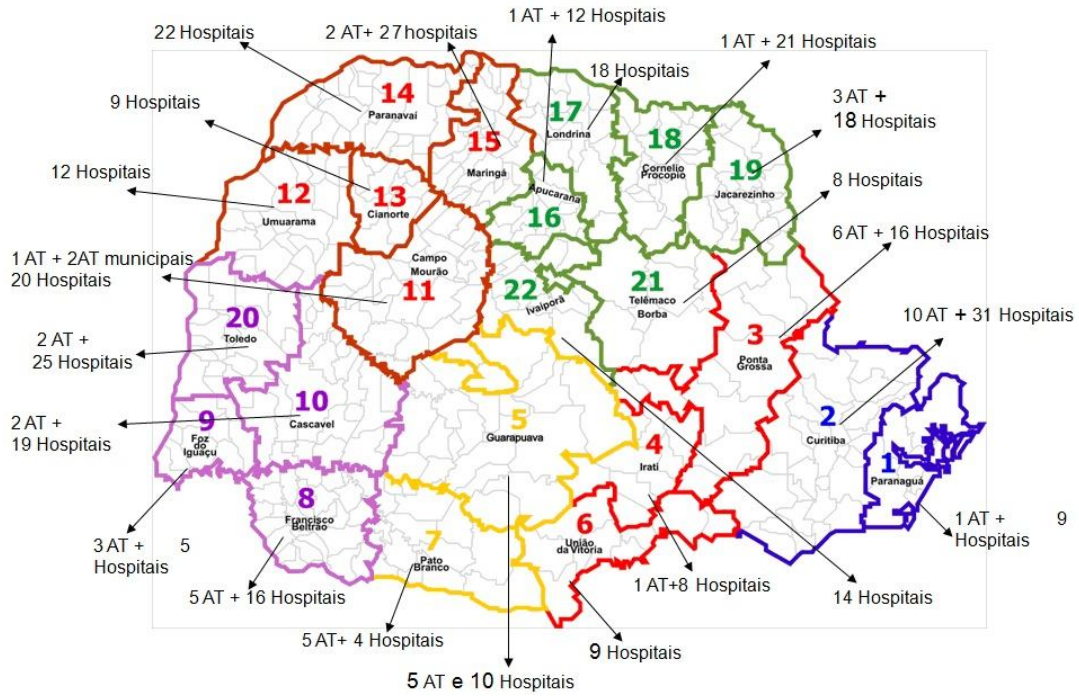 1 AT + 12 Hospitais
22 Hospitais
2 AT+ 27 hospitais
1 AT + 21 Hospitais
18 Hospitais
9 Hospitais
3 AT +
18 Hospitais
14
Paranavaí
17
Londrina
15
Maringá
18
Cornelio
Procopio
19
Jacarezinho
12 Hospitais
8 Hospitais
12
Umuarama
13
Cianorte
Apucarana
16
6 AT + 16 Hospitais
1 AT + 2AT municipais
20 Hospitais
Campo
Mourão
11
22
Ivaiporã
21
Telêmaco
Borba
10 AT + 31 Hospitais
20
Toledo
3
Ponta
Grossa
2 AT +
25 Hospitais
10
Cascavel
9
Foz
do
Iguaçu
5
Guarapuava
4
Irati
2
Curitiba
1
Paranaguá
2 AT +
19 Hospitais
8
Francisco
Beltrão
7
Pato
Branco
6
União
da Vitória
1 AT + 9
Hospitais
3 AT + 5
Hospitais
5 AT + 16 Hospitais
1 AT+8 Hospitais
14 Hospitais
5 AT+ 4 Hospitais
9 Hospitais
5 AT e 10 Hospitais